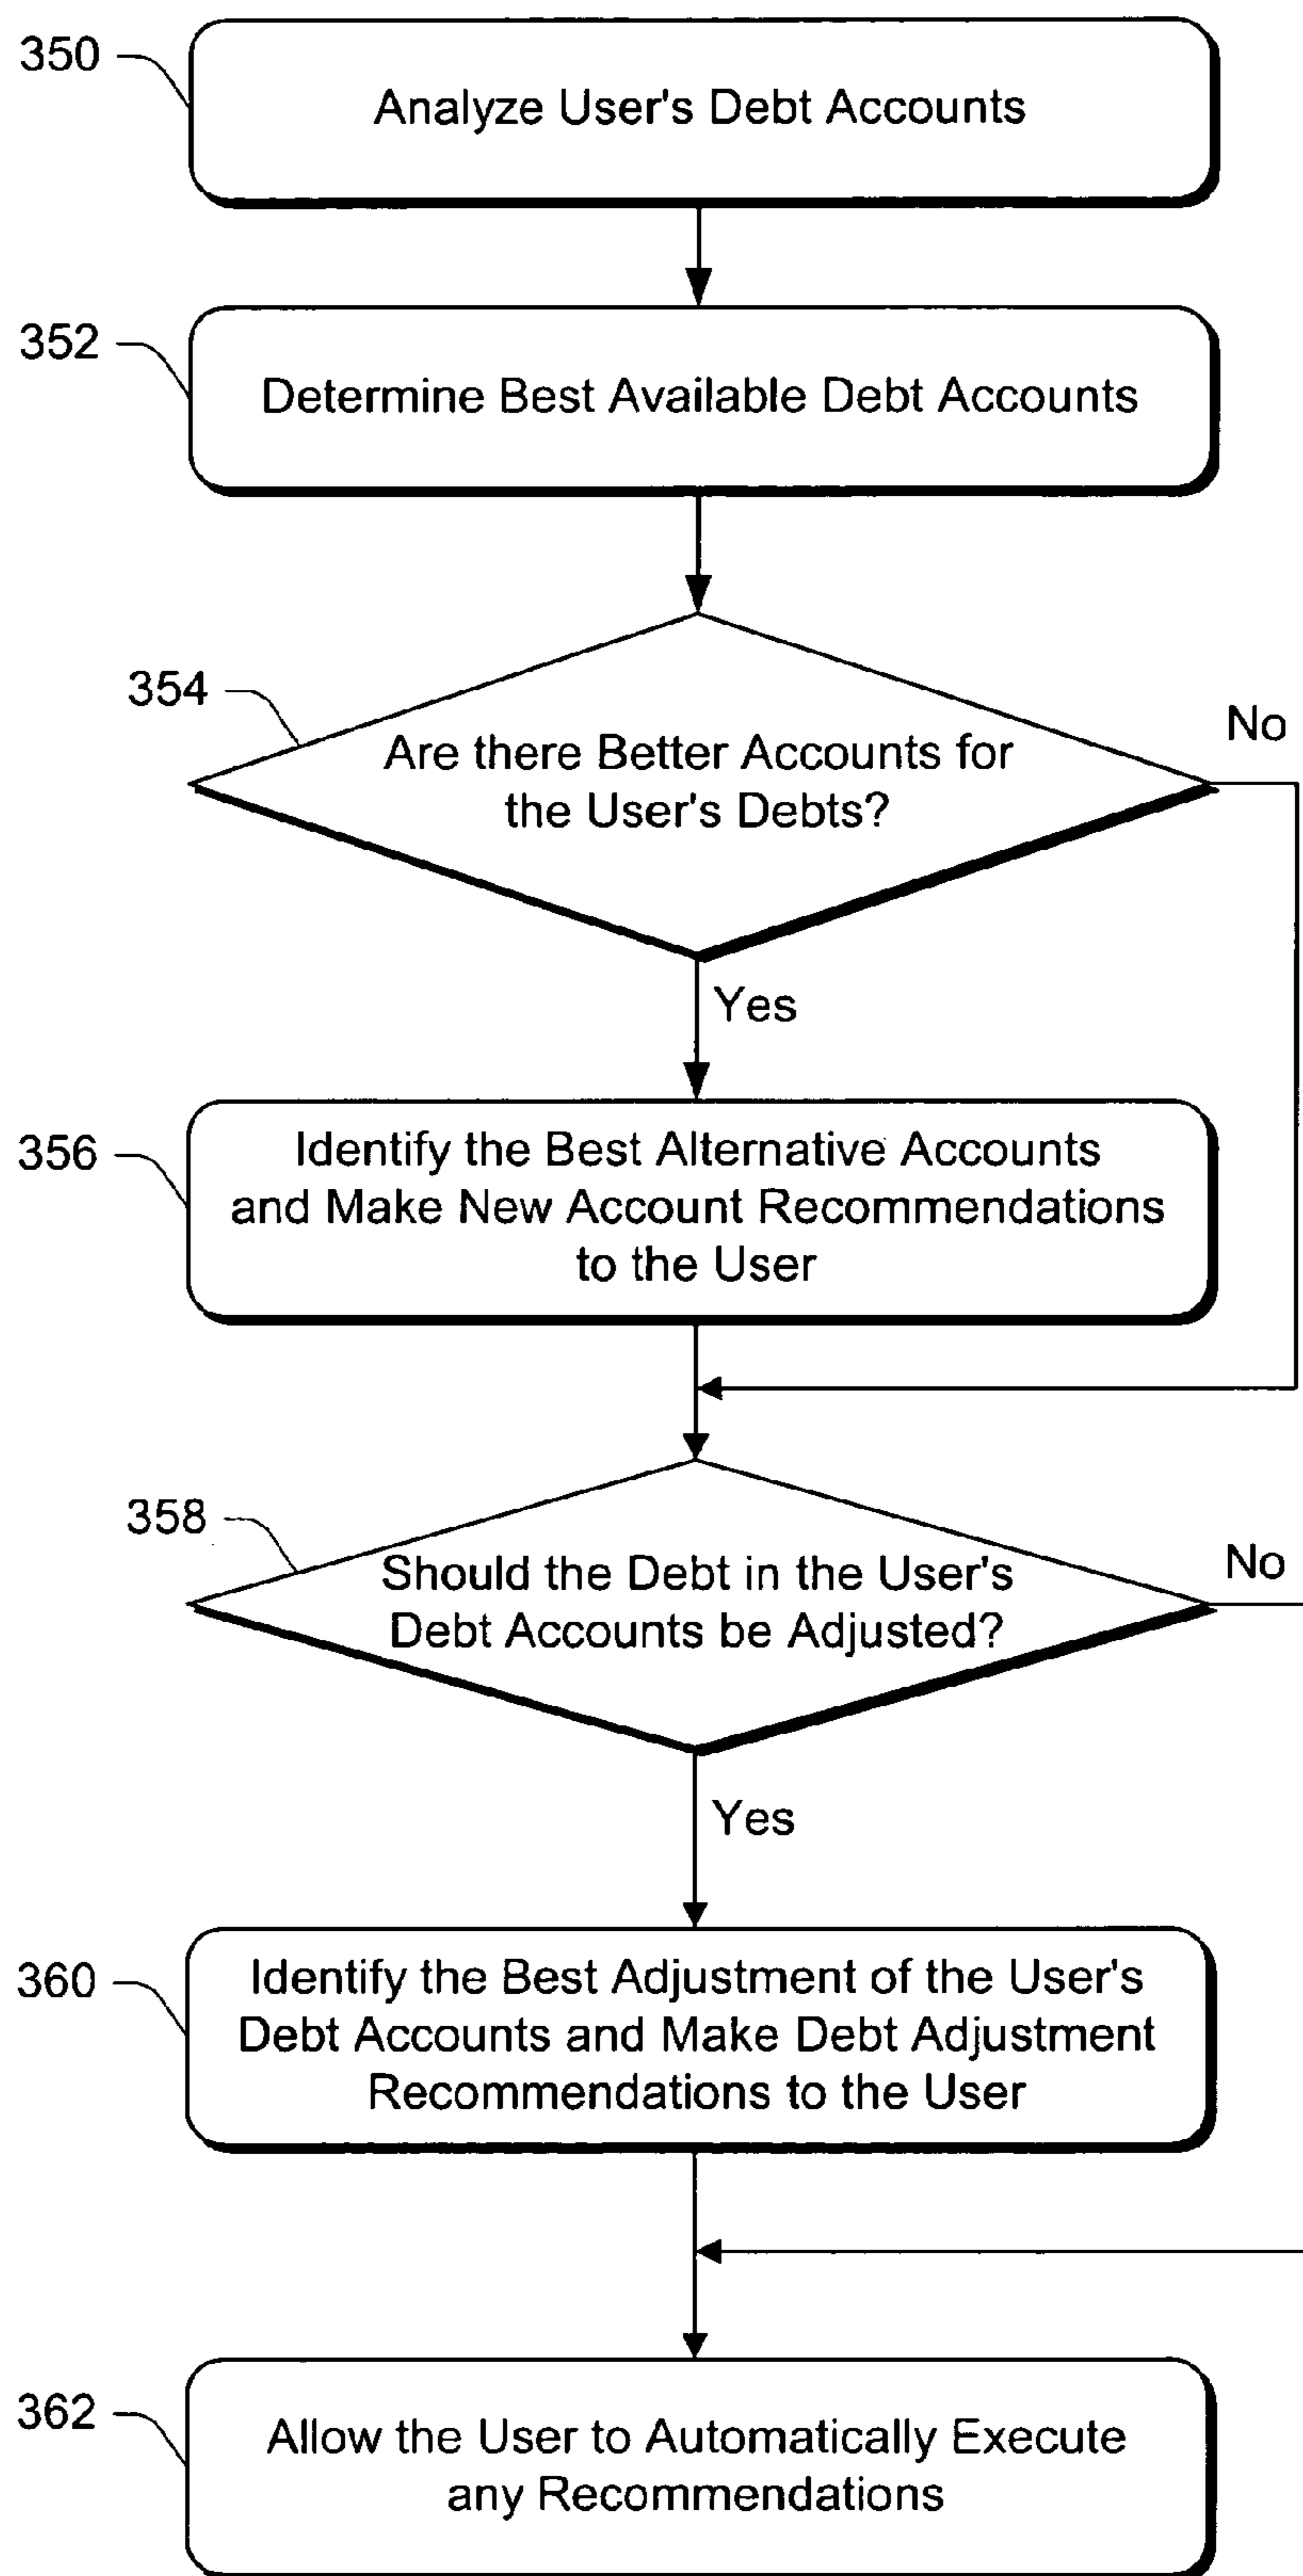 350
Analyze User's Debt Accounts
352
Determine Best Available Debt Accounts
354
Are there Better Accounts for
the User's Debts?
No
Yes
356
Identify the Best Alternative Accounts
and Make New Account Recommendations
to the User
358
Should the Debt in the User's
Debt Accounts be Adjusted?
No
Yes
360
Identify the Best Adjustment of the User's
Debt Accounts and Make Debt Adjustment
Recommendations to the User
362
Allow the User to Automatically Execute
any Recommendations